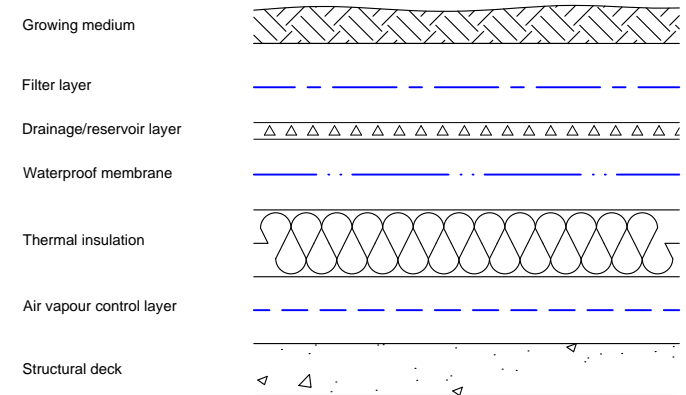 Growing medium
Filter layer
Drainage/reservoir layer
Waterproof membrane
Thermal insulation
Air vapour control layer
Structural deck